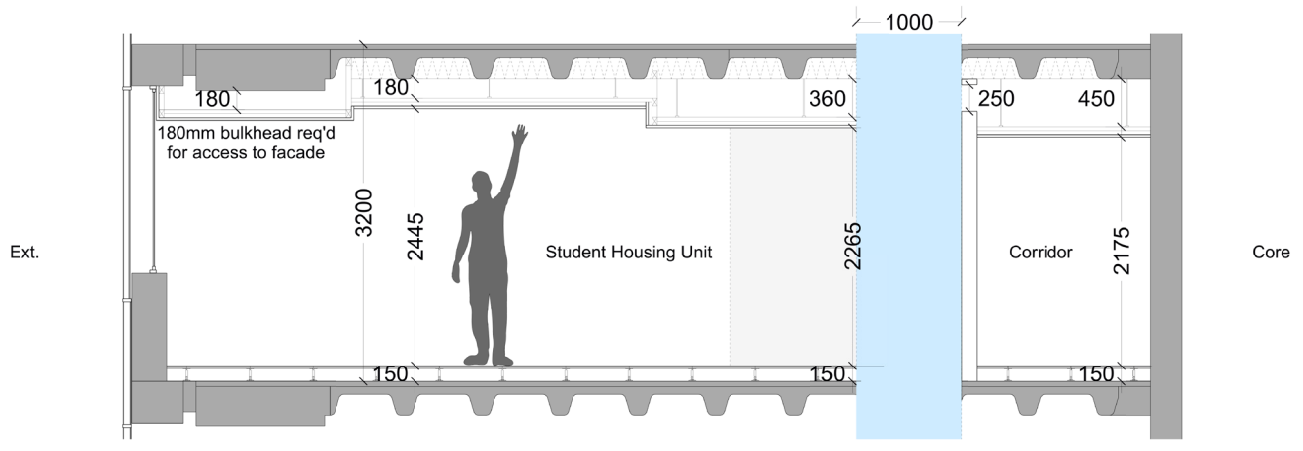 1000
180
180
360
250
450
180mm bulkhead req'd
for access to facade
3200
2445
2265
2175
Ext.
Student Housing Unit
Corridor
Core
150
150
150